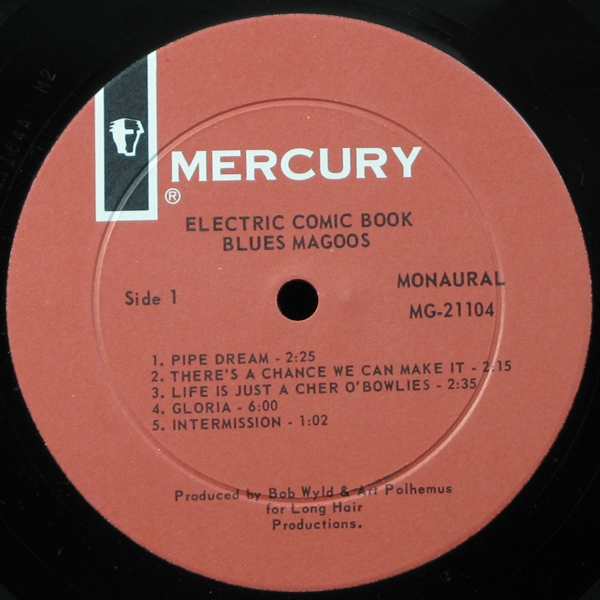 MERCURY
®
ELECTRIC COMIC BOOK
BLUES MAGOOS
Side 1
MONAURAL
MG-21104
1. PIPE DREAM - 2:25
2. THERE'S A CHANCE WE CAN MAKE IT - 2:15
3. LIFE IS JUST A CHER O'BOWLIES - 2:35
4. GLORIA - 6:00
5. INTERMISSION - 1:02
Produced by Bob Wyld & Art Polhemus
for Long Hair
Productions.